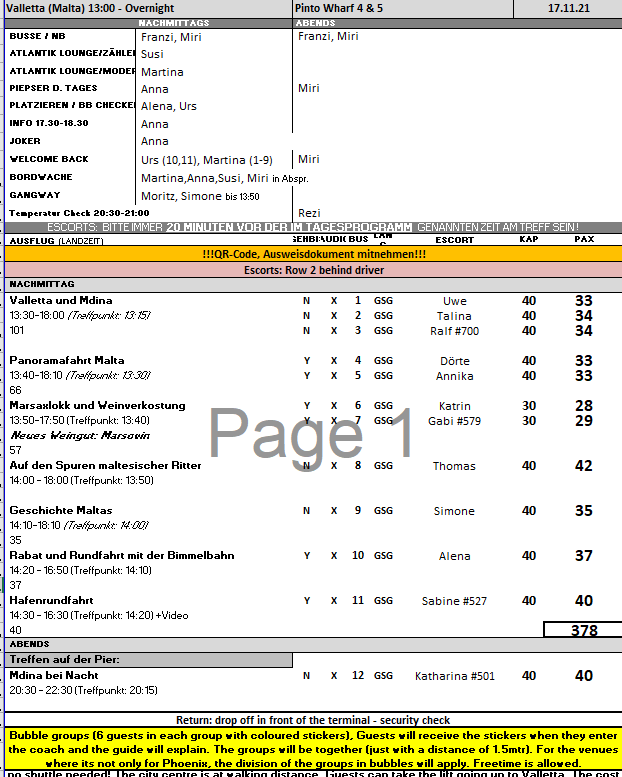 Valletta (Malta) 13:00 - Overnight Pinto Wharf 4 & 5 17.11.21
NACHMITTAGS ABENDS
BUSSE / NB Franzi, Miri Franzi, Miri
ATLANTIK LOUNGE/ZÄHLE Susi
ATLANTIK LOUNGE/MODER Martina
PIEPSER D. TAGES Anna Miri
PLATZIEREN / BB CHECKE Alena, Urs
INFO 17.30-18.30 Anna
JOKER Anna
WELCOME BACK Urs (10,11), Martina (1-9) Miri
BORDWACHE Martina,Anna,Susi, Miri in Abspr.
GANGWAY Moritz, Simone bis 13:50
Temperatur Check 20:30-21:00 Rezi
ESCORTS: BITTE IMMER 20 MINUTEN VOR DER IM TAGESPROGRAMM GENANNTEN ZEIT AM TREFF SEIN!
AUSFLUG (LANDZEIT) BUS ESCORT KAP PAX
!!!QR-Code, Ausweisdokument mitnehmen!!!
Escorts: Row 2 behind driver
NACHMITTAG
Valletta und Mdina N X 1 GSG Uwe 40 33
13:30-18:00 (Treffpunkt: 13:15) N X 2 GSG Talina 40 34
101 N X 3 GSG Ralf #700 40 34
Panoramafahrt Malta Y X 4 GSG Dörte 40 33
13:40-18:10 (Treffpunkt: 13:30) Y X 5 GSG Annika 40 33
66
Marsaxlokk und Weinverkostung Y X 6 GSG Katrin 30 28
13:50-17:50 (Treffpunkt: 13:40) Y X 7 GSG Gabi #579 30 29
Neues Weingut: Marsovin
57
Page 1
Auf den Spuren maltesischer Ritter N X 8 GSG Thomas 40 42
14:00 - 18:00 (Treffpunkt: 13:50)
Geschichte Maltas N X 9 GSG Simone 40 35
14:10-18:10 (Treffpunkt: 14:00)
35
Rabat und Rundfahrt mit der Bimmelbahn Y X 10 GSG Alena 40 37
14:20 - 16:50 (Treffpunkt: 14:10)
37
Hafenrundfahrt Y X 11 GSG Sabine #527 40 40
14:30 - 16:30 (Treffpunkt: 14:20) +Video
40 378
ABENDS
Treffen auf der Pier:
Mdina bei Nacht N X 12 GSG Katharina #501 40 40
20:30 - 22:30 (Treffpunkt: 20:15)
Return: drop off in front of the terminal - security check
Bubble groups (6 guests in each group with coloured stickers), Guests will receive the stickers when they enter
the coach and the guide will explain. The groups will be together (just with a distance of 1.5mtr). For the venues
where its not only for Phoenix, the division of the groups in bubbles will apply. Freetime is allowed.
no shuttle needed! The city centre is at walking distance. Guests can take the lift going up to Valletta. The cost